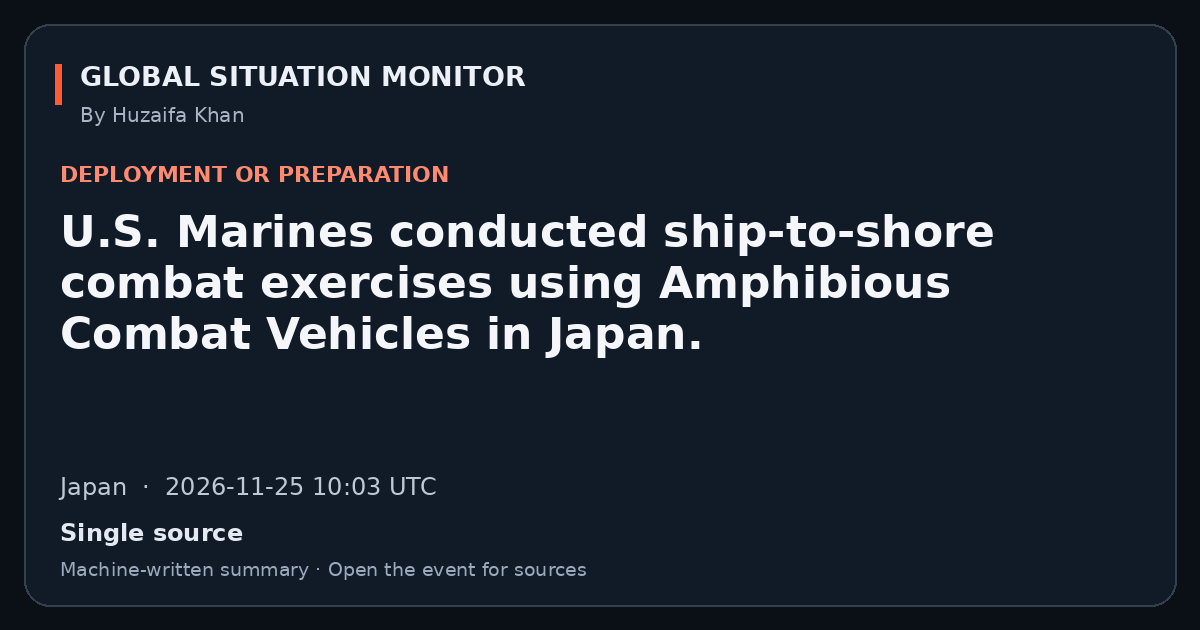 GLOBAL SITUATION MONITOR
By Huzaifa Khan
DEPLOYMENT OR PREPARATION
U.S. Marines conducted ship-to-shore
combat exercises using Amphibious
Combat Vehicles in Japan.
Japan · 2026-11-25 10:03 UTC
Single source
Machine-written summary · Open the event for sources